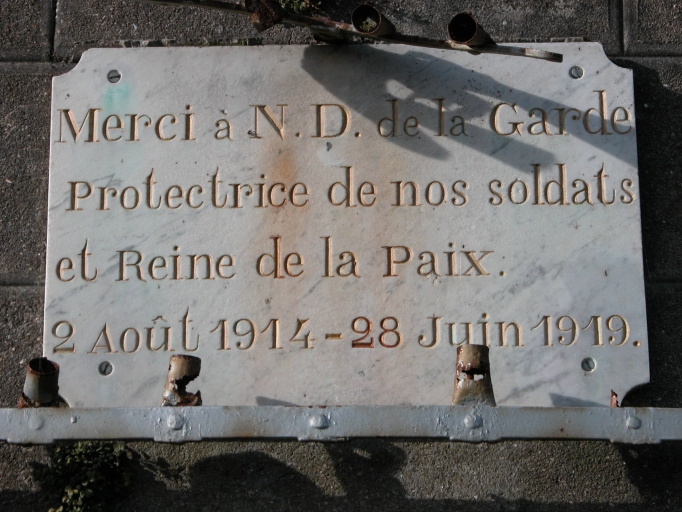 Merci à N. D. de la Garde
Protectrice de nos soldats
et Reine de la Paix.
2 Août 1914 - 28 Juin 1919.